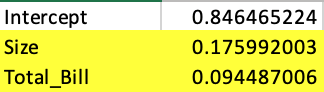 Intercept 0.846465224
Size 0.175992003
Total_Bill 0.094487006